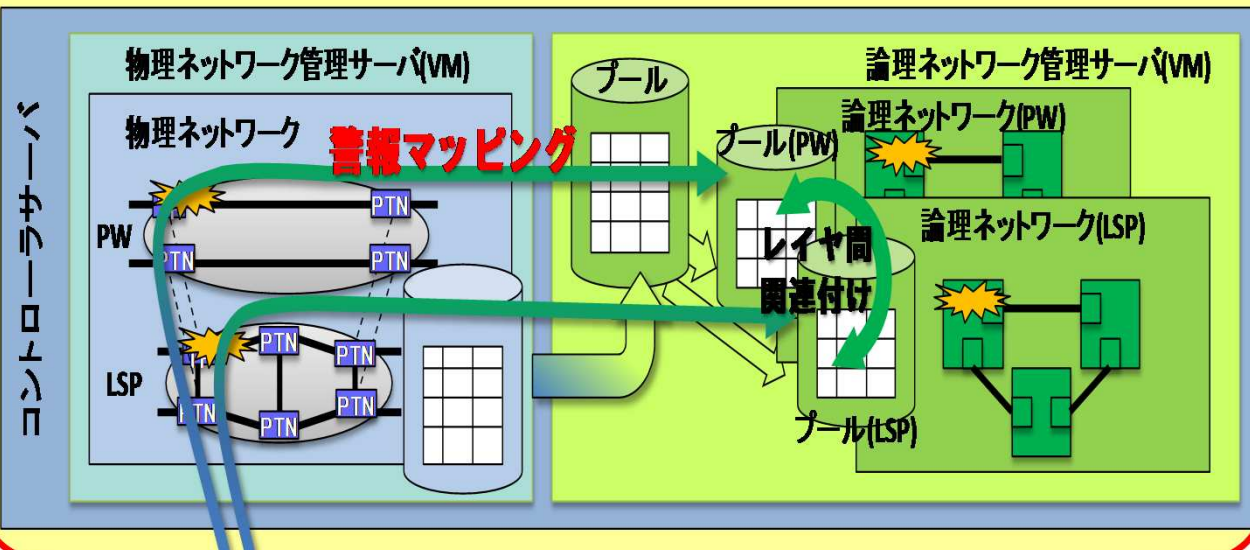 コントローラサーバ
物理ネットワーク管理サーバ(VM)
物理ネットワーク
警報マッピング
PTN
PW
PTN
PTN
PTN
PTN
PTN
LSP
PTN
PTN
PTN
論理ネットワーク管理サーバ(VM)
プール
論理ネットワーク(PW)
プール(PW)
論理ネットワーク(LSP)
レイヤ間
関連付け
プール(LSP)